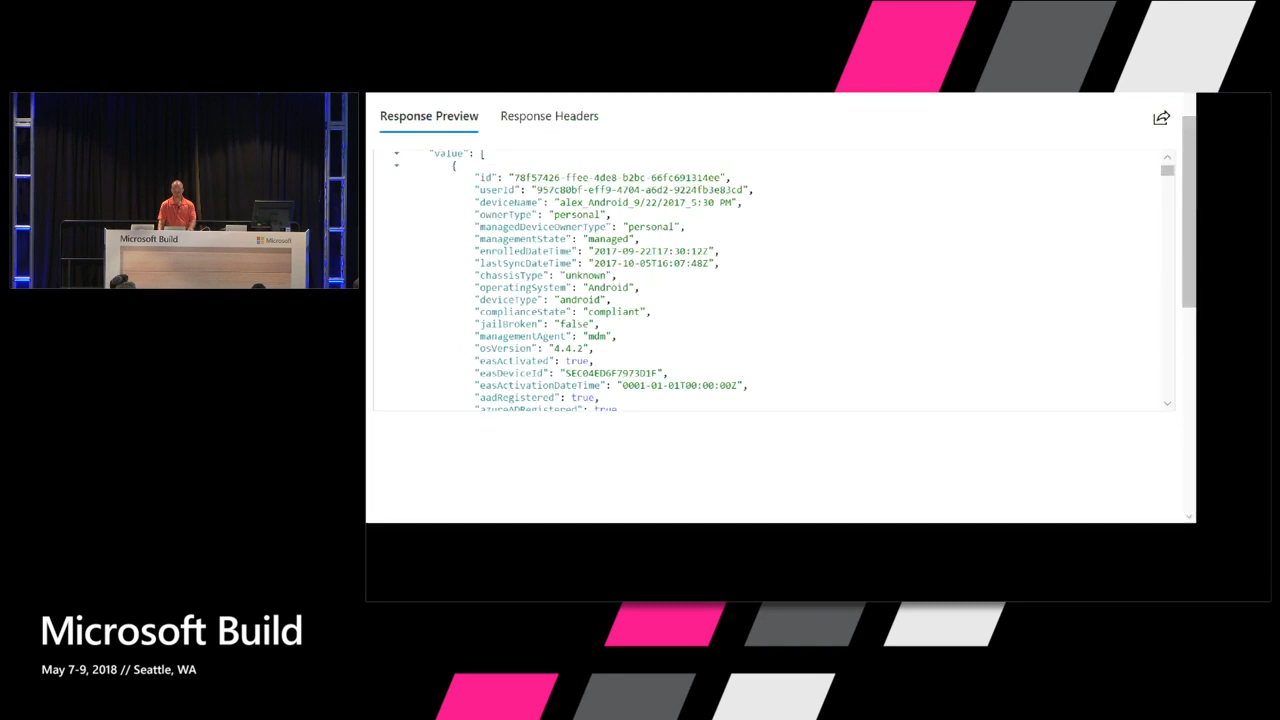 Response Preview
Response Headers
"value": [
{
"id": "78f57426-ffee-4de8-b2bc-66fc691314ee",
"userId": "957c80bf-eff9-4704-a6d2-9224fb3e83cd",
"deviceName": "alex_Android_9/22/2017_5:30 PM",
"ownerType": "personal",
"managedDeviceOwnerType": "personal",
"managementState": "managed",
"enrolledDateTime": "2017-09-22T17:30:12Z",
"lastSyncDateTime": "2017-10-05T16:07:48Z",
"chassisType": "unknown",
"operatingSystem": "Android",
"deviceType": "android",
"complianceState": "compliant",
"jailBroken": "false",
"managementAgent": "mdm",
"osVersion": "4.4.2",
"easActivated": true,
"easDeviceId": "SEC04ED6F7973D1F",
"easActivationDateTime": "0001-01-01T00:00:00Z",
"aadRegistered": true,
"azureADRegistered": true
Microsoft Build
Microsoft
Microsoft Build
May 7-9, 2018 // Seattle, WA